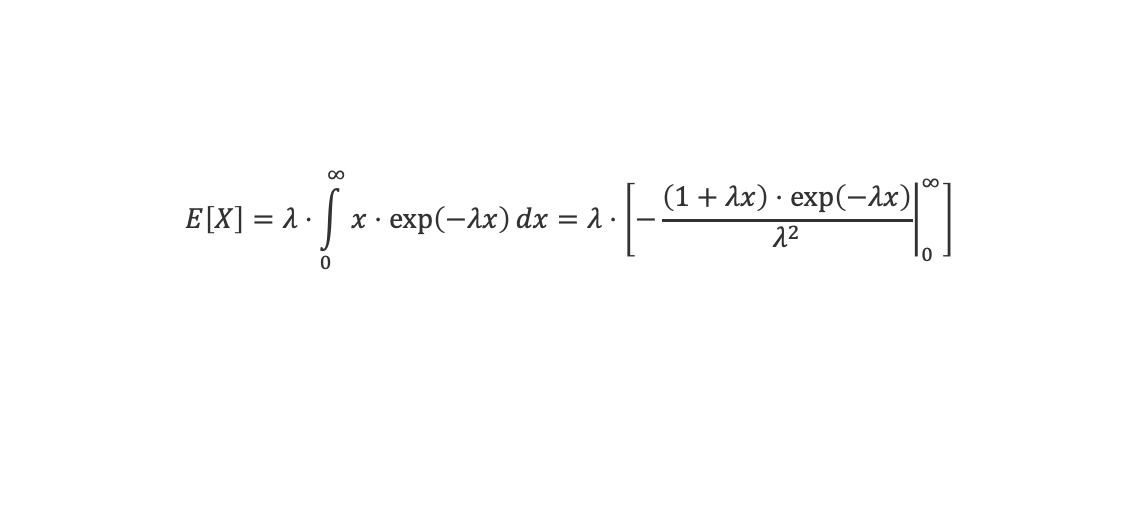 E[X] = λ · ∫₀^∞ x · exp(−λx) dx = λ · [−((1 + λx) · exp(−λx))/λ² |₀^∞]